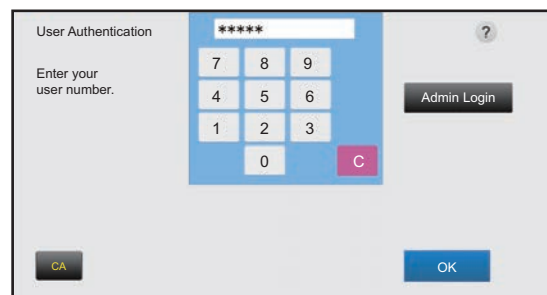 User Authentication
*****
?
Enter your
user number.
7 8 9
4 5 6
1 2 3
0 C
Admin Login
CA
OK